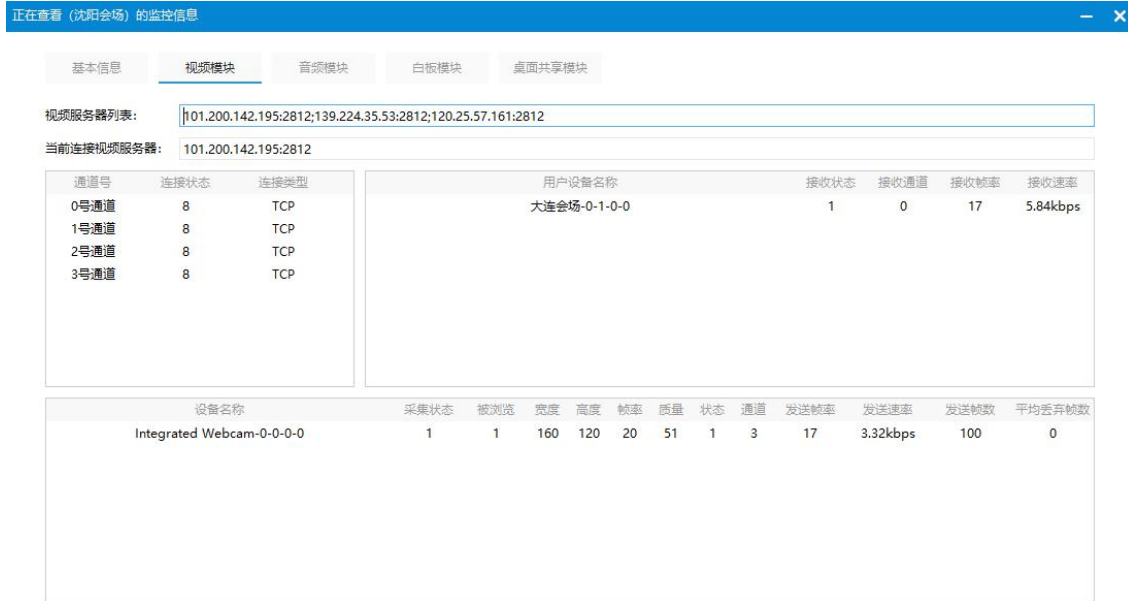 正在查看（沈阳会场）的监控信息
基本信息 视频模块 音频模块 白板模块 桌面共享模块
视频服务器列表： 101.200.142.195:2812;139.224.35.53:2812;120.25.57.161:2812
当前连接视频服务器： 101.200.142.195:2812
通道号 连接状态 连接类型
0号通道 8 TCP
1号通道 8 TCP
2号通道 8 TCP
3号通道 8 TCP
用户设备名称 接收状态 接收通道 接收帧率 接收速率
大连会场-0-1-0-0 1 0 17 5.84kbps
设备名称 采集状态 被浏览 宽度 高度 帧率 质量 状态 通道 发送帧率 发送速率 发送帧数 平均丢弃帧数
Integrated Webcam-0-0-0-0 1 1 160 120 20 51 1 3 17 3.32kbps 100 0